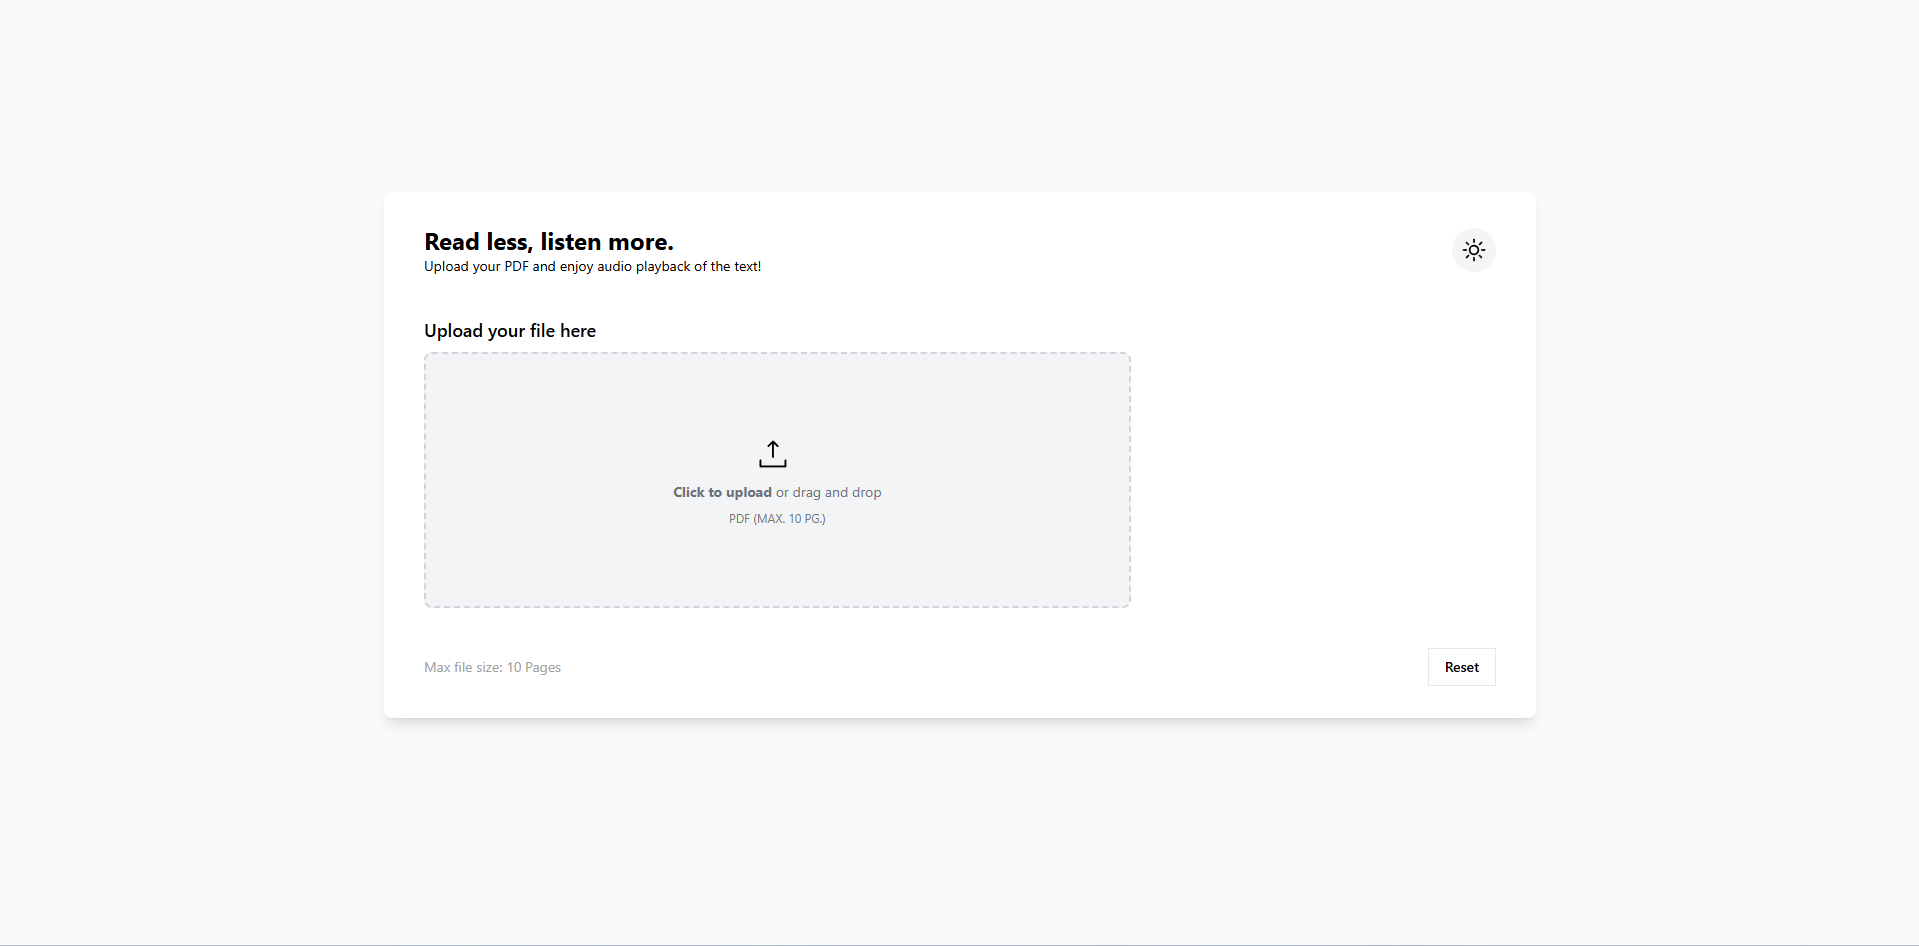 Read less, listen more.
Upload your PDF and enjoy audio playback of the text!
Upload your file here
Click to upload or drag and drop
PDF (MAX. 10 PG.)
Max file size: 10 Pages
Reset